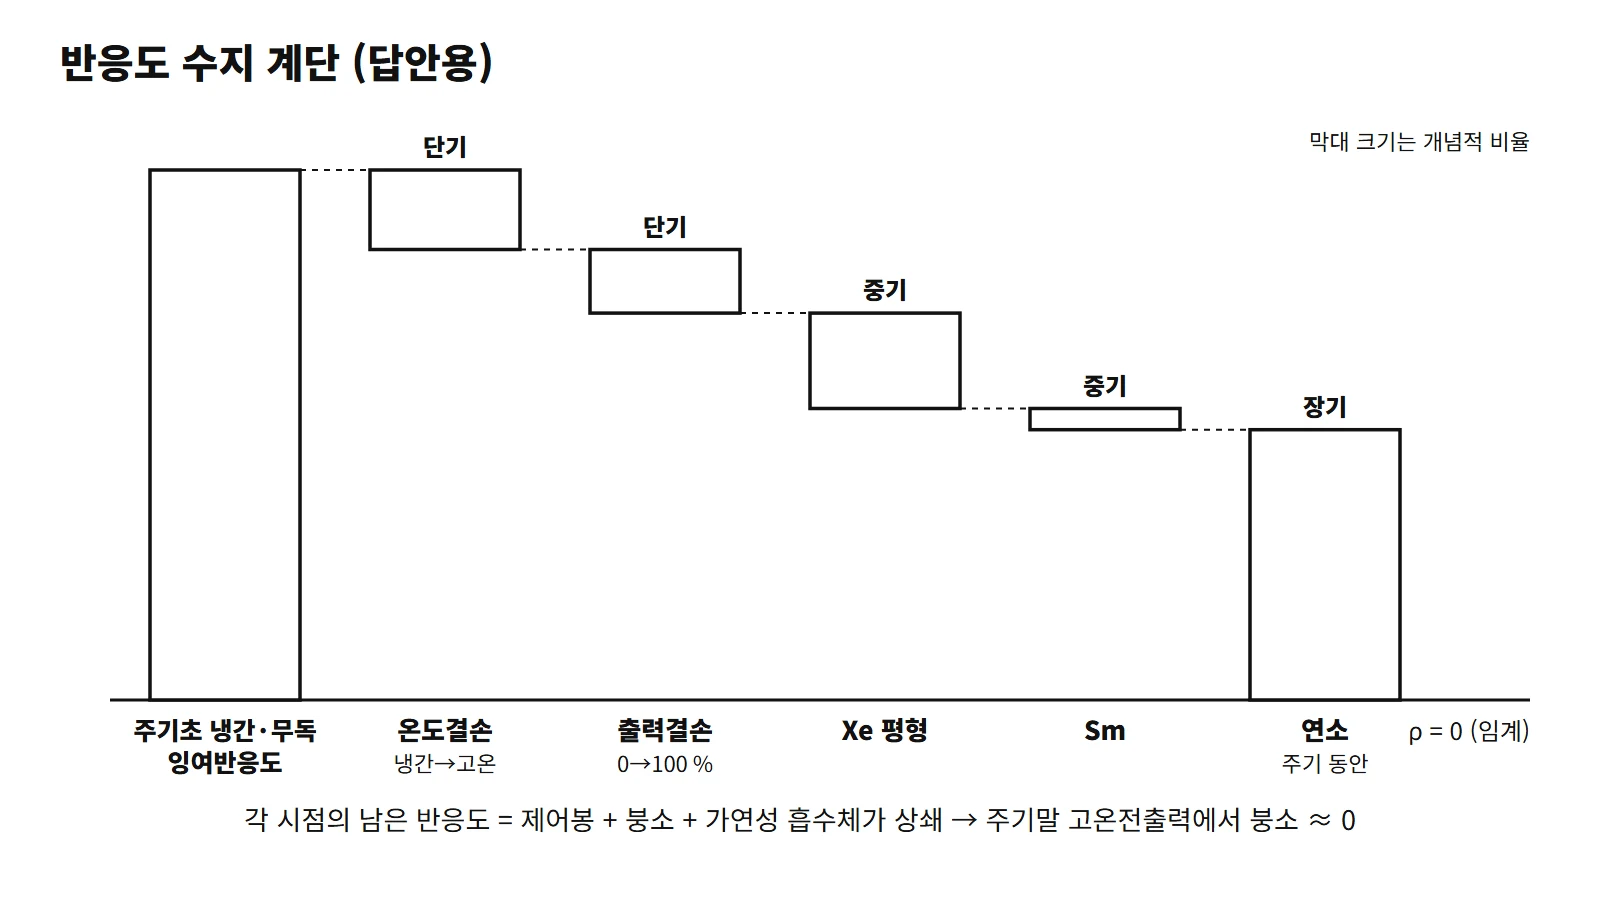 반응도 수지 계단 (답안용)
막대 크기는 개념적 비율
단기
단기
중기
중기
장기
주기초 냉간·무독
잉여반응도
온도결손
냉간→고온
출력결손
0→100 %
Xe 평형
Sm
연소
주기 동안
ρ = 0 (임계)
각 시점의 남은 반응도 = 제어봉 + 붕소 + 가연성 흡수체가 상쇄 → 주기말 고온전출력에서 붕소 ≈ 0